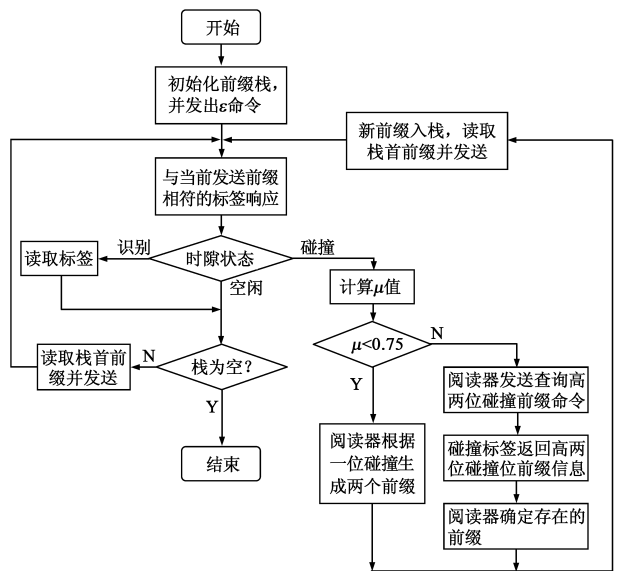 开始
初始化前缀栈，
并发出ε命令
新前缀入栈，读取
栈首前缀并发送
与当前发送前缀
相符的标签响应
时隙状态
识别
碰撞
读取标签
空闲
计算μ值
μ<0.75
N
Y
栈为空？
N
Y
读取栈首前
缀并发送
结束
阅读器根据
一位碰撞生
成两个前缀
阅读器发送查询高
两位碰撞前缀命令
碰撞标签返回高两
位碰撞位前缀信息
阅读器确定存在的
前缀